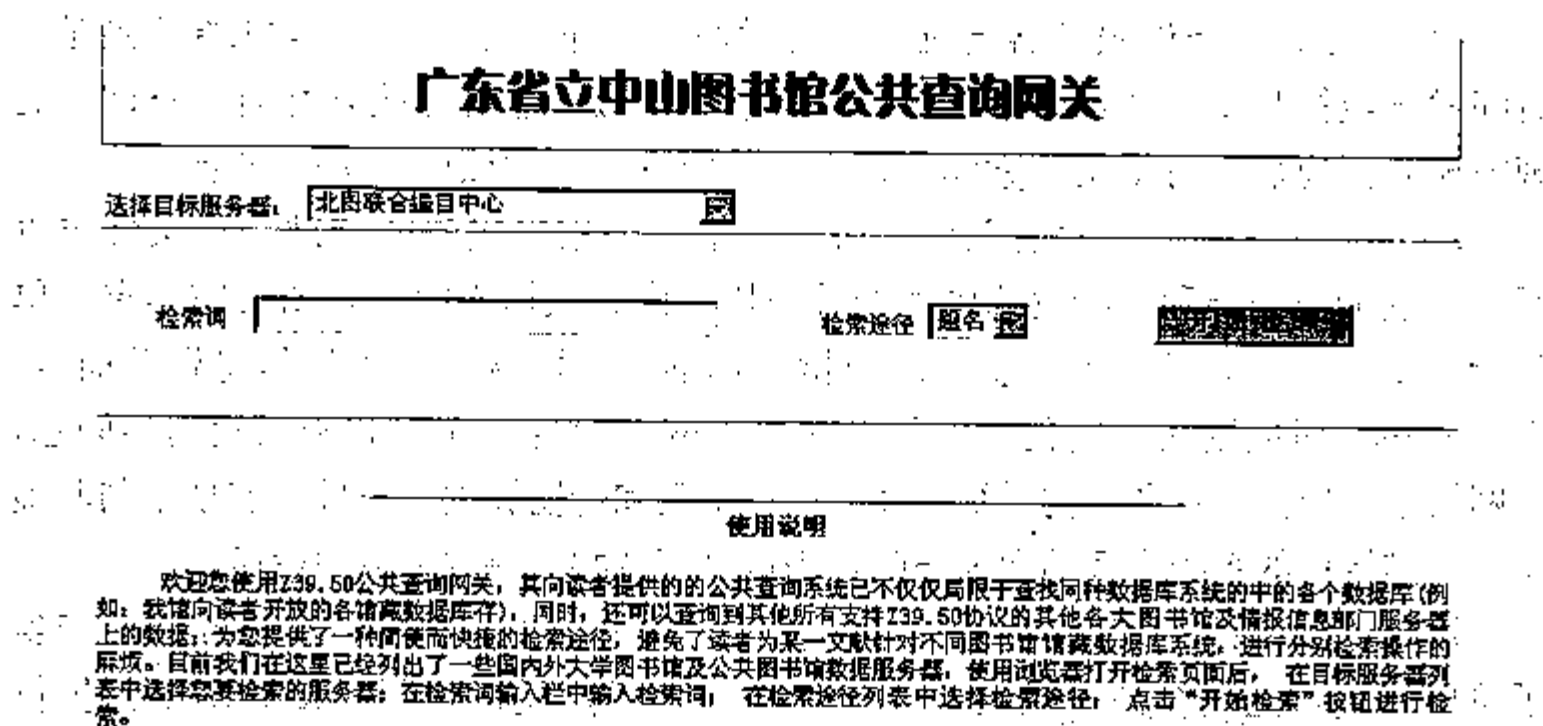 广东省立中山图书馆公共查询网关
选择目标服务器: 北图联合编目中心
检索词 检索途径 题名
使用说明
欢迎您使用Z39.50公共查询网关,其向读者提供的的公共查询系统已不仅仅局限于查找同种数据库系统的中的各个数据库(例
如:我馆向读者开放的各馆藏数据库存),同时,还可以查询到其他所有支持Z39.50协议的其他各大图书馆及情报信息部门服务器
上的数据;为您提供了一种简便而快捷的检索途径,避免了读者为某一文献针对不同图书馆馆藏数据库系统,进行分别检索操作的
麻烦。目前我们在这里已经列出了一些国内外大学图书馆及公共图书馆数据服务器,使用浏览器打开检索页面后, 在目标服务器列
表中选择您要检索的服务器;在检索词输入栏中输入检索词; 在检索途径列表中选择检索途径; 点击“开始检索”按钮进行检
索。